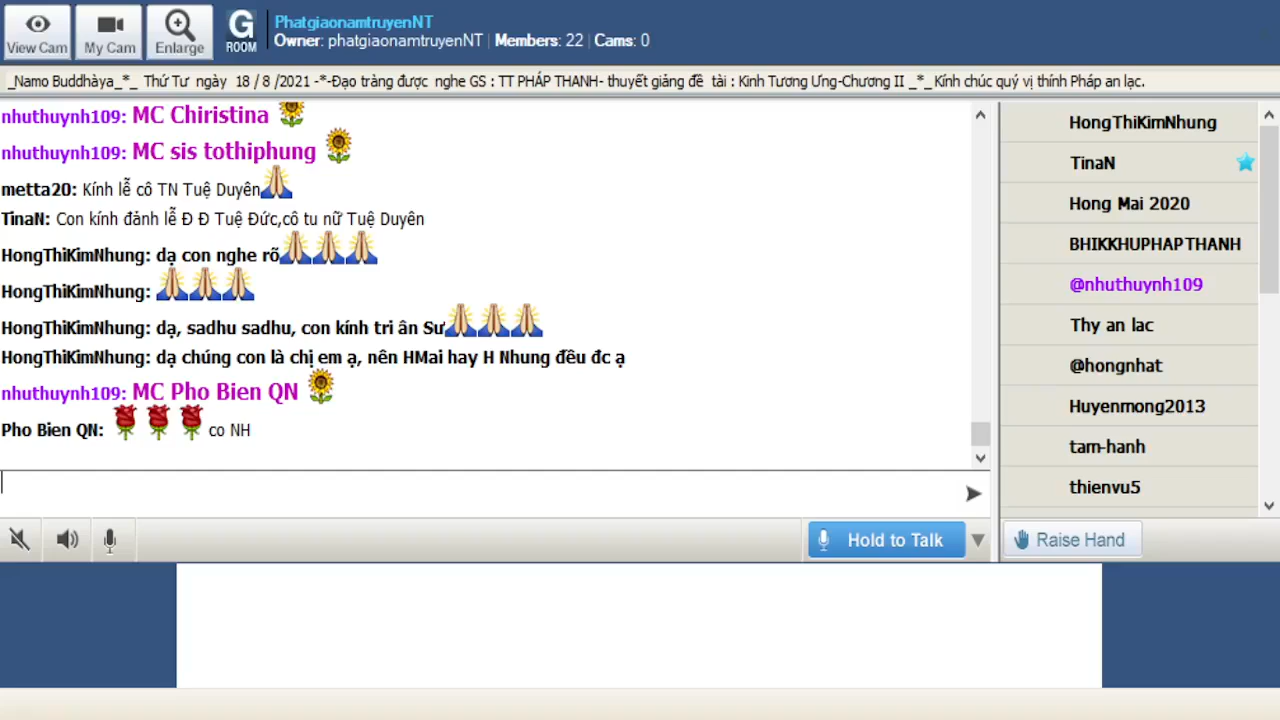 View Cam
My Cam
Enlarge
G
ROOM
PhatgiaonamtruyenNT
Owner: phatgiaonamtruyenNT | Members: 22 | Cams: 0
_Namo Buddhàya_*_ Thứ Tư ngày 18 / 8 /2021 -*-Đạo tràng được nghe GS : TT PHÁP THANH- thuyết giảng đề tài : Kinh Tương Ưng-Chương II _*_Kính chúc quý vị thính Pháp an lạc.
nhuthuynh109: MC Chiristina
nhuthuynh109: MC sis tothiphung
metta20: Kính lễ cô TN Tuệ Duyên
TinaN: Con kính đảnh lễ Đ Đ Tuệ Đức,cô tu nữ Tuệ Duyên
HongThiKimNhung: dạ con nghe rõ
HongThiKimNhung:
HongThiKimNhung: dạ, sadhu sadhu, con kính tri ân Sư
HongThiKimNhung: dạ chúng con là chị em ạ, nên HMai hay H Nhung đều đc ạ
nhuthuynh109: MC Pho Bien QN
Pho Bien QN: co NH
HongThiKimNhung
TinaN
Hong Mai 2020
BHIKKHUPHAPTHANH
@nhuthuynh109
Thy an lac
@hongnhat
Huyenmong2013
tam-hanh
thienvu5
Hold to Talk
Raise Hand